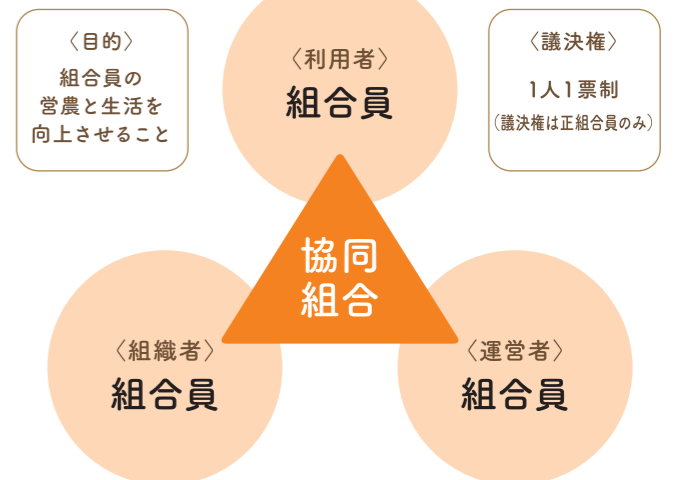 〈目的〉
組合員の
営農と生活を
向上させること
〈利用者〉
組合員
〈議決権〉
1人1票制
(議決権は正組合員のみ)
協同
組合
〈組織者〉
組合員
〈運営者〉
組合員